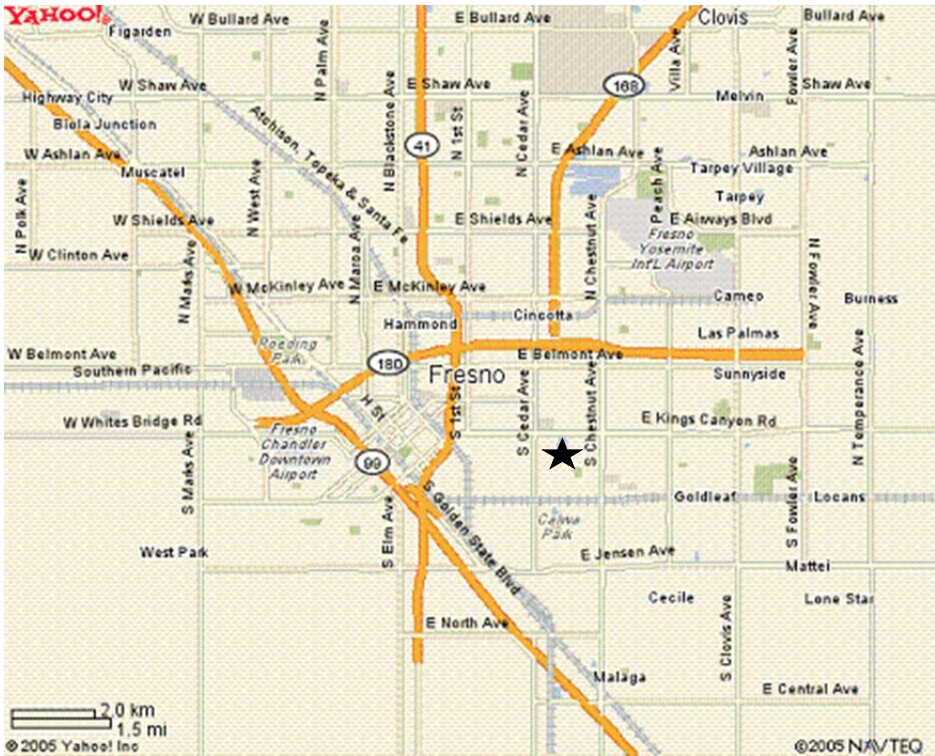 YAHOO!
W Bullard Ave
E Bullard Ave
Clovis
Bullard Ave
Figarden
N Palm Ave
Villa Ave
Fowler Ave
W Shaw Ave
E Shaw Ave
168
Shaw Ave
Highway City
N Blackstone Ave
N 1st St
N Cedar Ave
Melvin
Biola Junction
Atchison, Topeka & Santa Fe
41
W Ashlan Ave
E Ashlan Ave
Ashlan Ave
Muscatel
Peach Ave
Tarpey Village
N Polk Ave
N West Ave
Tarpey
W Shields Ave
E Shields Ave
N Chestnut Ave
E Airways Blvd
Fresno
Yosemite
Int'L Airport
W Clinton Ave
N Marks Ave
N Maroa Ave
N Fowler Ave
W McKinley Ave
E McKinley Ave
Cameo
Burness
Hammond
Cincotta
Las Palmas
Roeding
Park
W Belmont Ave
180
E Belmont Ave
Southern Pacific
Fresno
Sunnyside
N Temperance Ave
H St
S 1st St
S Cedar Ave
S Chestnut Ave
W Whites Bridge Rd
E Kings Canyon Rd
Fresno
Chandler
Downtown
Airport
S Marks Ave
99
S Golden State Blvd
Goldleaf
S Fowler Ave
Locans
S Elm Ave
Calwa
Park
West Park
E Jensen Ave
Mattei
Cecile
S Clovis Ave
Lone Star
E North Ave
Malaga
E Central Ave
2.0 km
1.5 mi
© 2005 Yahoo! Inc
©2005 NAVTEQ